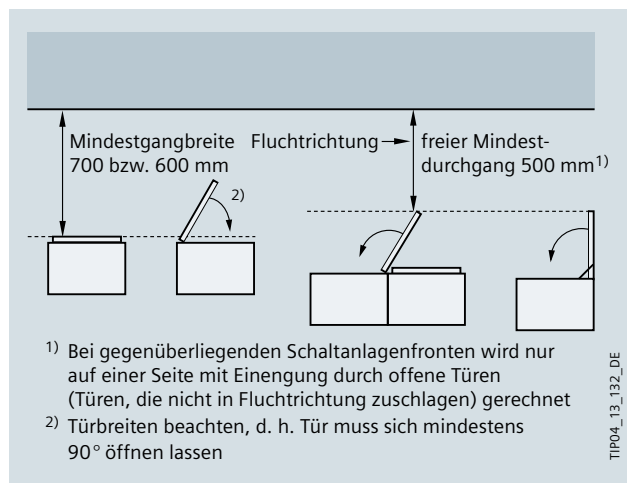 Mindestgangbreite
700 bzw. 600 mm
Fluchtrichtung
freier Mindest-
durchgang 500 mm1)
2)
1) Bei gegenüberliegenden Schaltanlagenfronten wird nur
auf einer Seite mit Einengung durch offene Türen
(Türen, die nicht in Fluchtrichtung zuschlagen) gerechnet
2) Türbreiten beachten, d. h. Tür muss sich mindestens
90° öffnen lassen
TIP04_13_132_DE